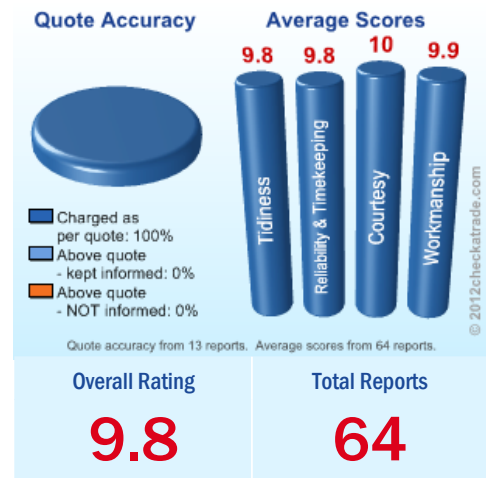 Quote Accuracy
Charged as
per quote: 100%
Above quote
- kept informed: 0%
Above quote
- NOT informed: 0%
Average Scores
9.8
9.8
10
9.9
Tidiness
Reliability & Timekeeping
Courtesy
Workmanship
© 2012checkatrade.com
Quote accuracy from 13 reports. Average scores from 64 reports.
Overall Rating
9.8
Total Reports
64